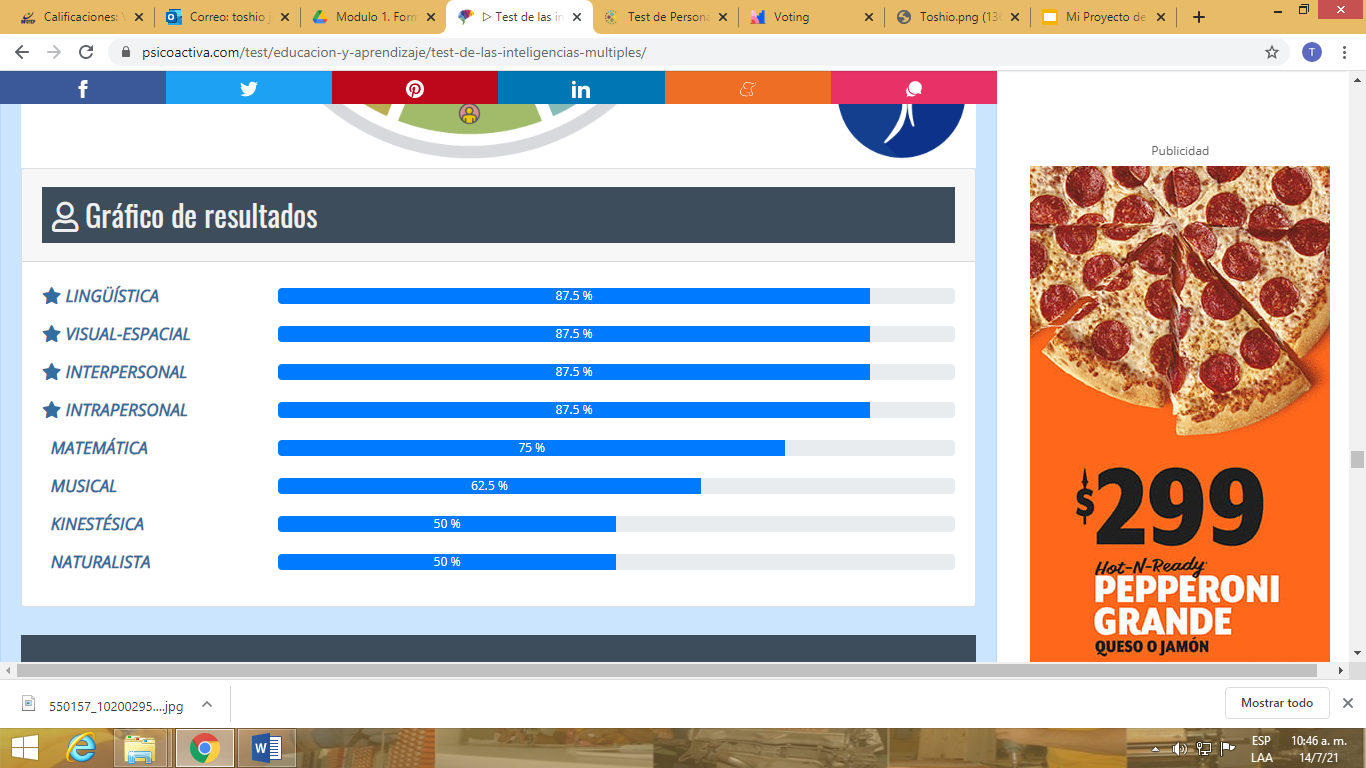 Calificaciones: V
Correo: toshio j
Modulo 1. Form
▷ Test de las in
Test de Persona
Voting
Toshio.png (136
Mi Proyecto de
psicoactiva.com/test/educacion-y-aprendizaje/test-de-las-inteligencias-multiples/
T
Publicidad
Gráfico de resultados
LINGÜÍSTICA 87.5 %
VISUAL-ESPACIAL 87.5 %
INTERPERSONAL 87.5 %
INTRAPERSONAL 87.5 %
MATEMÁTICA 75 %
MUSICAL 62.5 %
KINESTÉSICA 50 %
NATURALISTA 50 %
$299
Hot-N-Ready
PEPPERONI
GRANDE
QUESO O JAMÓN
550157_10200295....jpg
Mostrar todo
ESP 10:46 a. m.
LAA 14/7/21